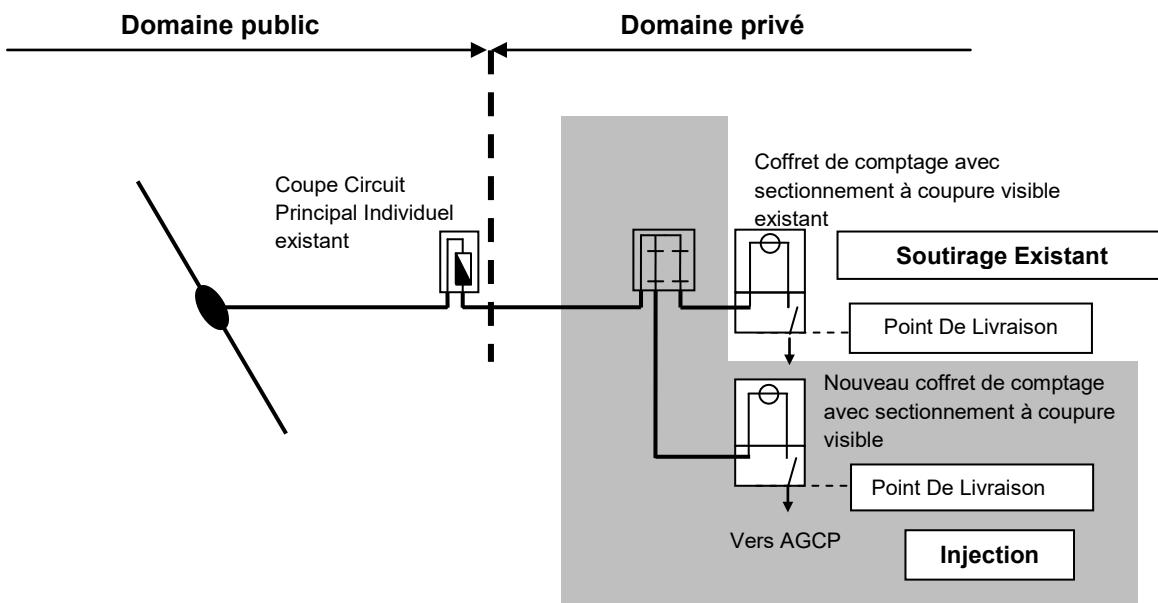 Domaine public
Domaine privé
Coupe Circuit
Principal Individuel
existant
Coffret de comptage avec
sectionnement à coupure visible
existant
Soutirage Existant
Point De Livraison
Nouveau coffret de comptage
avec sectionnement à coupure
visible
Point De Livraison
Vers AGCP
Injection